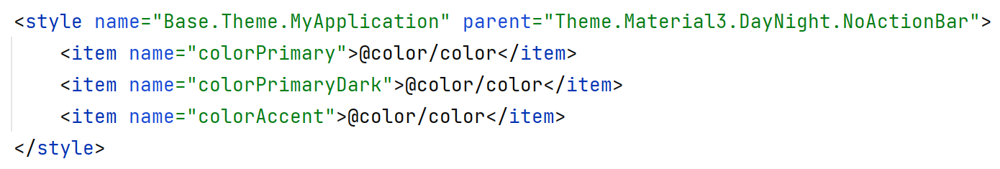 <style name="Base.Theme.MyApplication" parent="Theme.Material3.DayNight.NoActionBar">
    <item name="colorPrimary">@color/color</item>
    <item name="colorPrimaryDark">@color/color</item>
    <item name="colorAccent">@color/color</item>
</style>